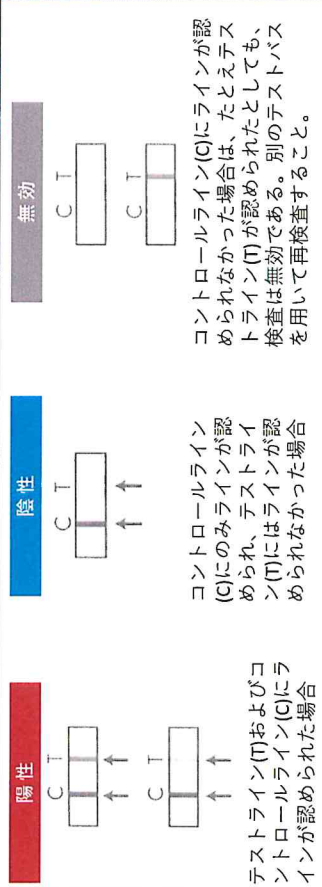 陽性
C T
C T
テストライン(T)およびコ
ントロールライン(C)にラ
インが認められた場合
陰性
C T
コントロールライン
(C)にのみラインが認
められ、テストライ
ン(T)にはラインが認
められなかった場合
無効
C T
C T
コントロールライン(C)にラインが認
められなかった場合は、たとえテス
トライン(T)が認められたとしても、
検査は無効である。別のテストバス
を用いて再検査すること。